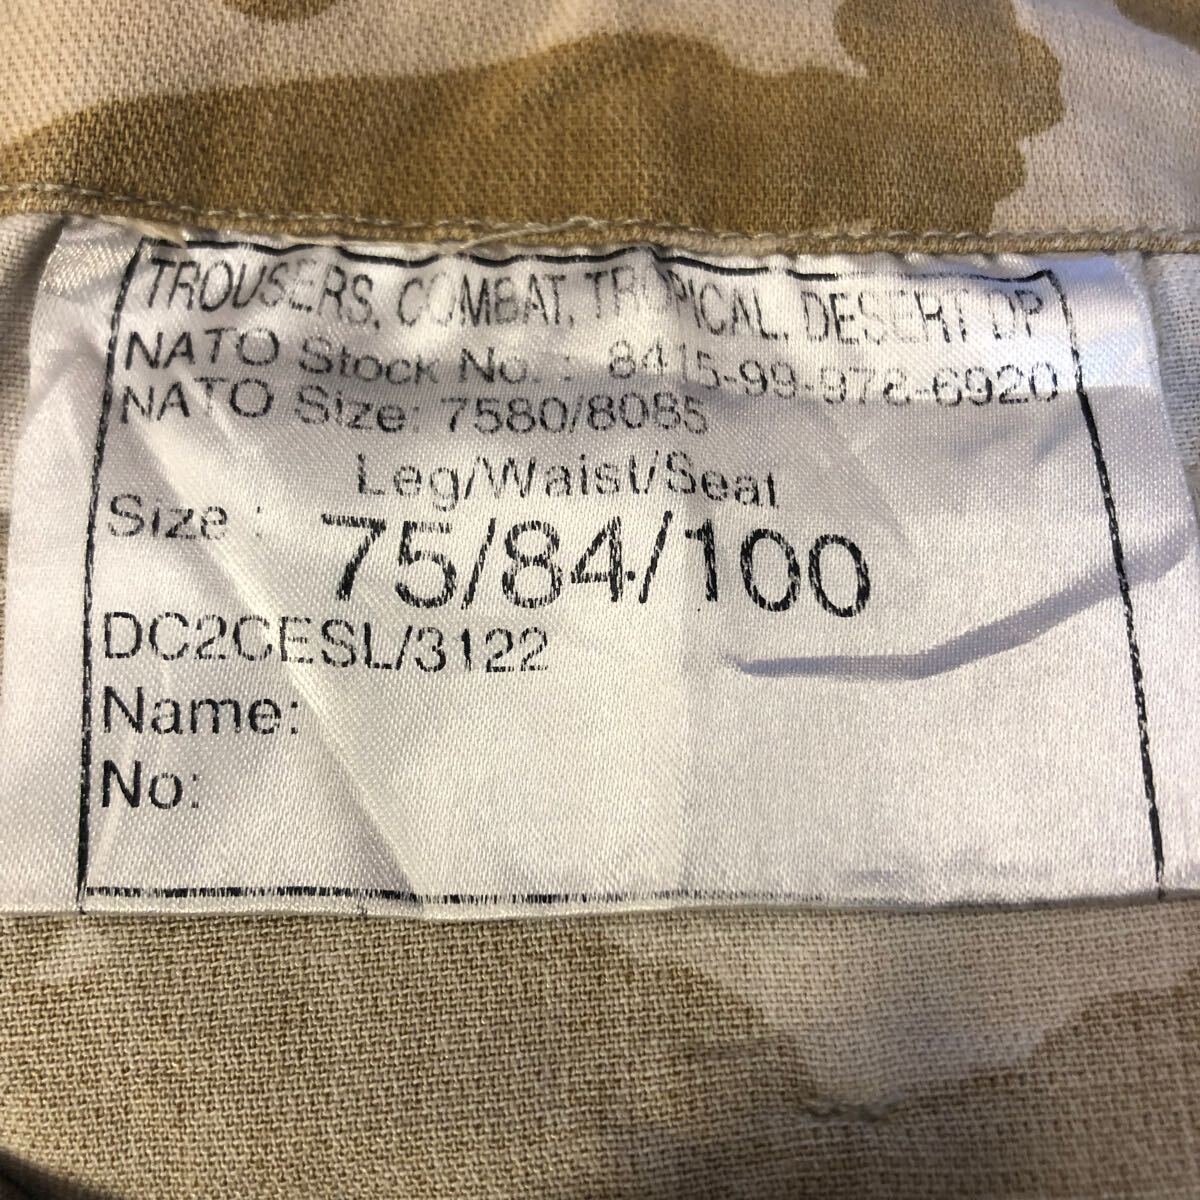 TROUSERS, COMBAT, TROPICAL, DESERT DP
NATO Stock No. : 8415-99-978-6920
NATO Size: 7580/8085
Leg/Waist/Seat
Size : 75/84/100
DC2CESL/3122
Name:
No: